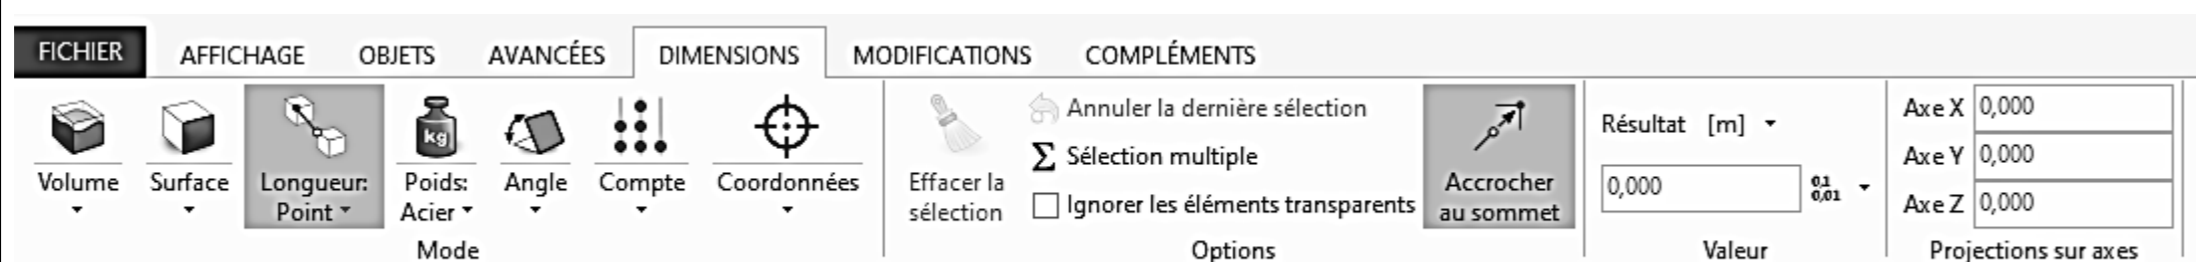 FICHIER AFFICHAGE OBJETS AVANCÉES DIMENSIONS MODIFICATIONS COMPLÉMENTS
Volume
Surface
Longueur:
Point
kg
Poids:
Acier
Angle
Compte
Coordonnées
Mode
Effacer la
sélection
Annuler la dernière sélection
Σ Sélection multiple
Ignorer les éléments transparents
Accrocher
au sommet
Options
Résultat [m]
0,000
0,1
0,01
Valeur
Axe X 0,000
Axe Y 0,000
Axe Z 0,000
Projections sur axes